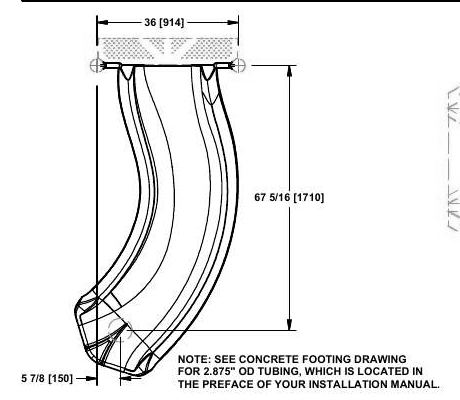 36 [914]
67 5/16 [1710]
5 7/8 [150]
NOTE: SEE CONCRETE FOOTING DRAWING
FOR 2.875" OD TUBING, WHICH IS LOCATED IN
THE PREFACE OF YOUR INSTALLATION MANUAL.